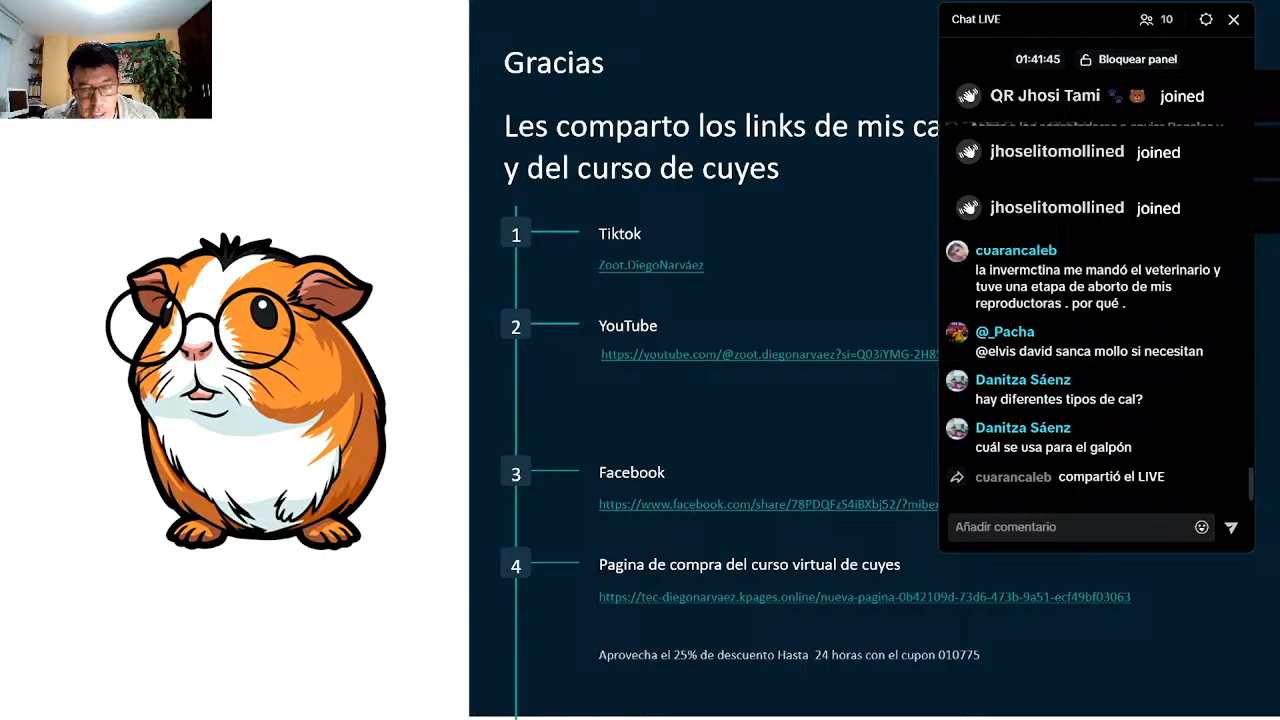 Gracias
Les comparto los links de mis ca
y del curso de cuyes
1
Tiktok
Zoot.DiegoNarváez
2
YouTube
https://youtube.com/@zoot.diegonarvaez?si=Q03iYMG-2H8
3
Facebook
https://www.facebook.com/share/78PDQFzS4iBXbj52/?mibex
4
Pagina de compra del curso virtual de cuyes
https://tec-diegonarvaez.kpages.online/nueva-pagina-0b42109d-73d6-473b-9a51-ecf49bf03063
Aprovecha el 25% de descuento Hasta 24 horas con el cupon 010775
Chat LIVE
10
01:41:45
Bloquear panel
QR Jhosi Tami 🐾 🐻 joined
jhoselitomollined joined
jhoselitomollined joined
cuarancaleb
la invermctina me mandó el veterinario y
tuve una etapa de aborto de mis
reproductoras . por qué .
@_Pacha
@elvis david sanca mollo si necesitan
Danitza Sáenz
hay diferentes tipos de cal?
Danitza Sáenz
cuál se usa para el galpón
cuarancaleb compartió el LIVE
Añadir comentario